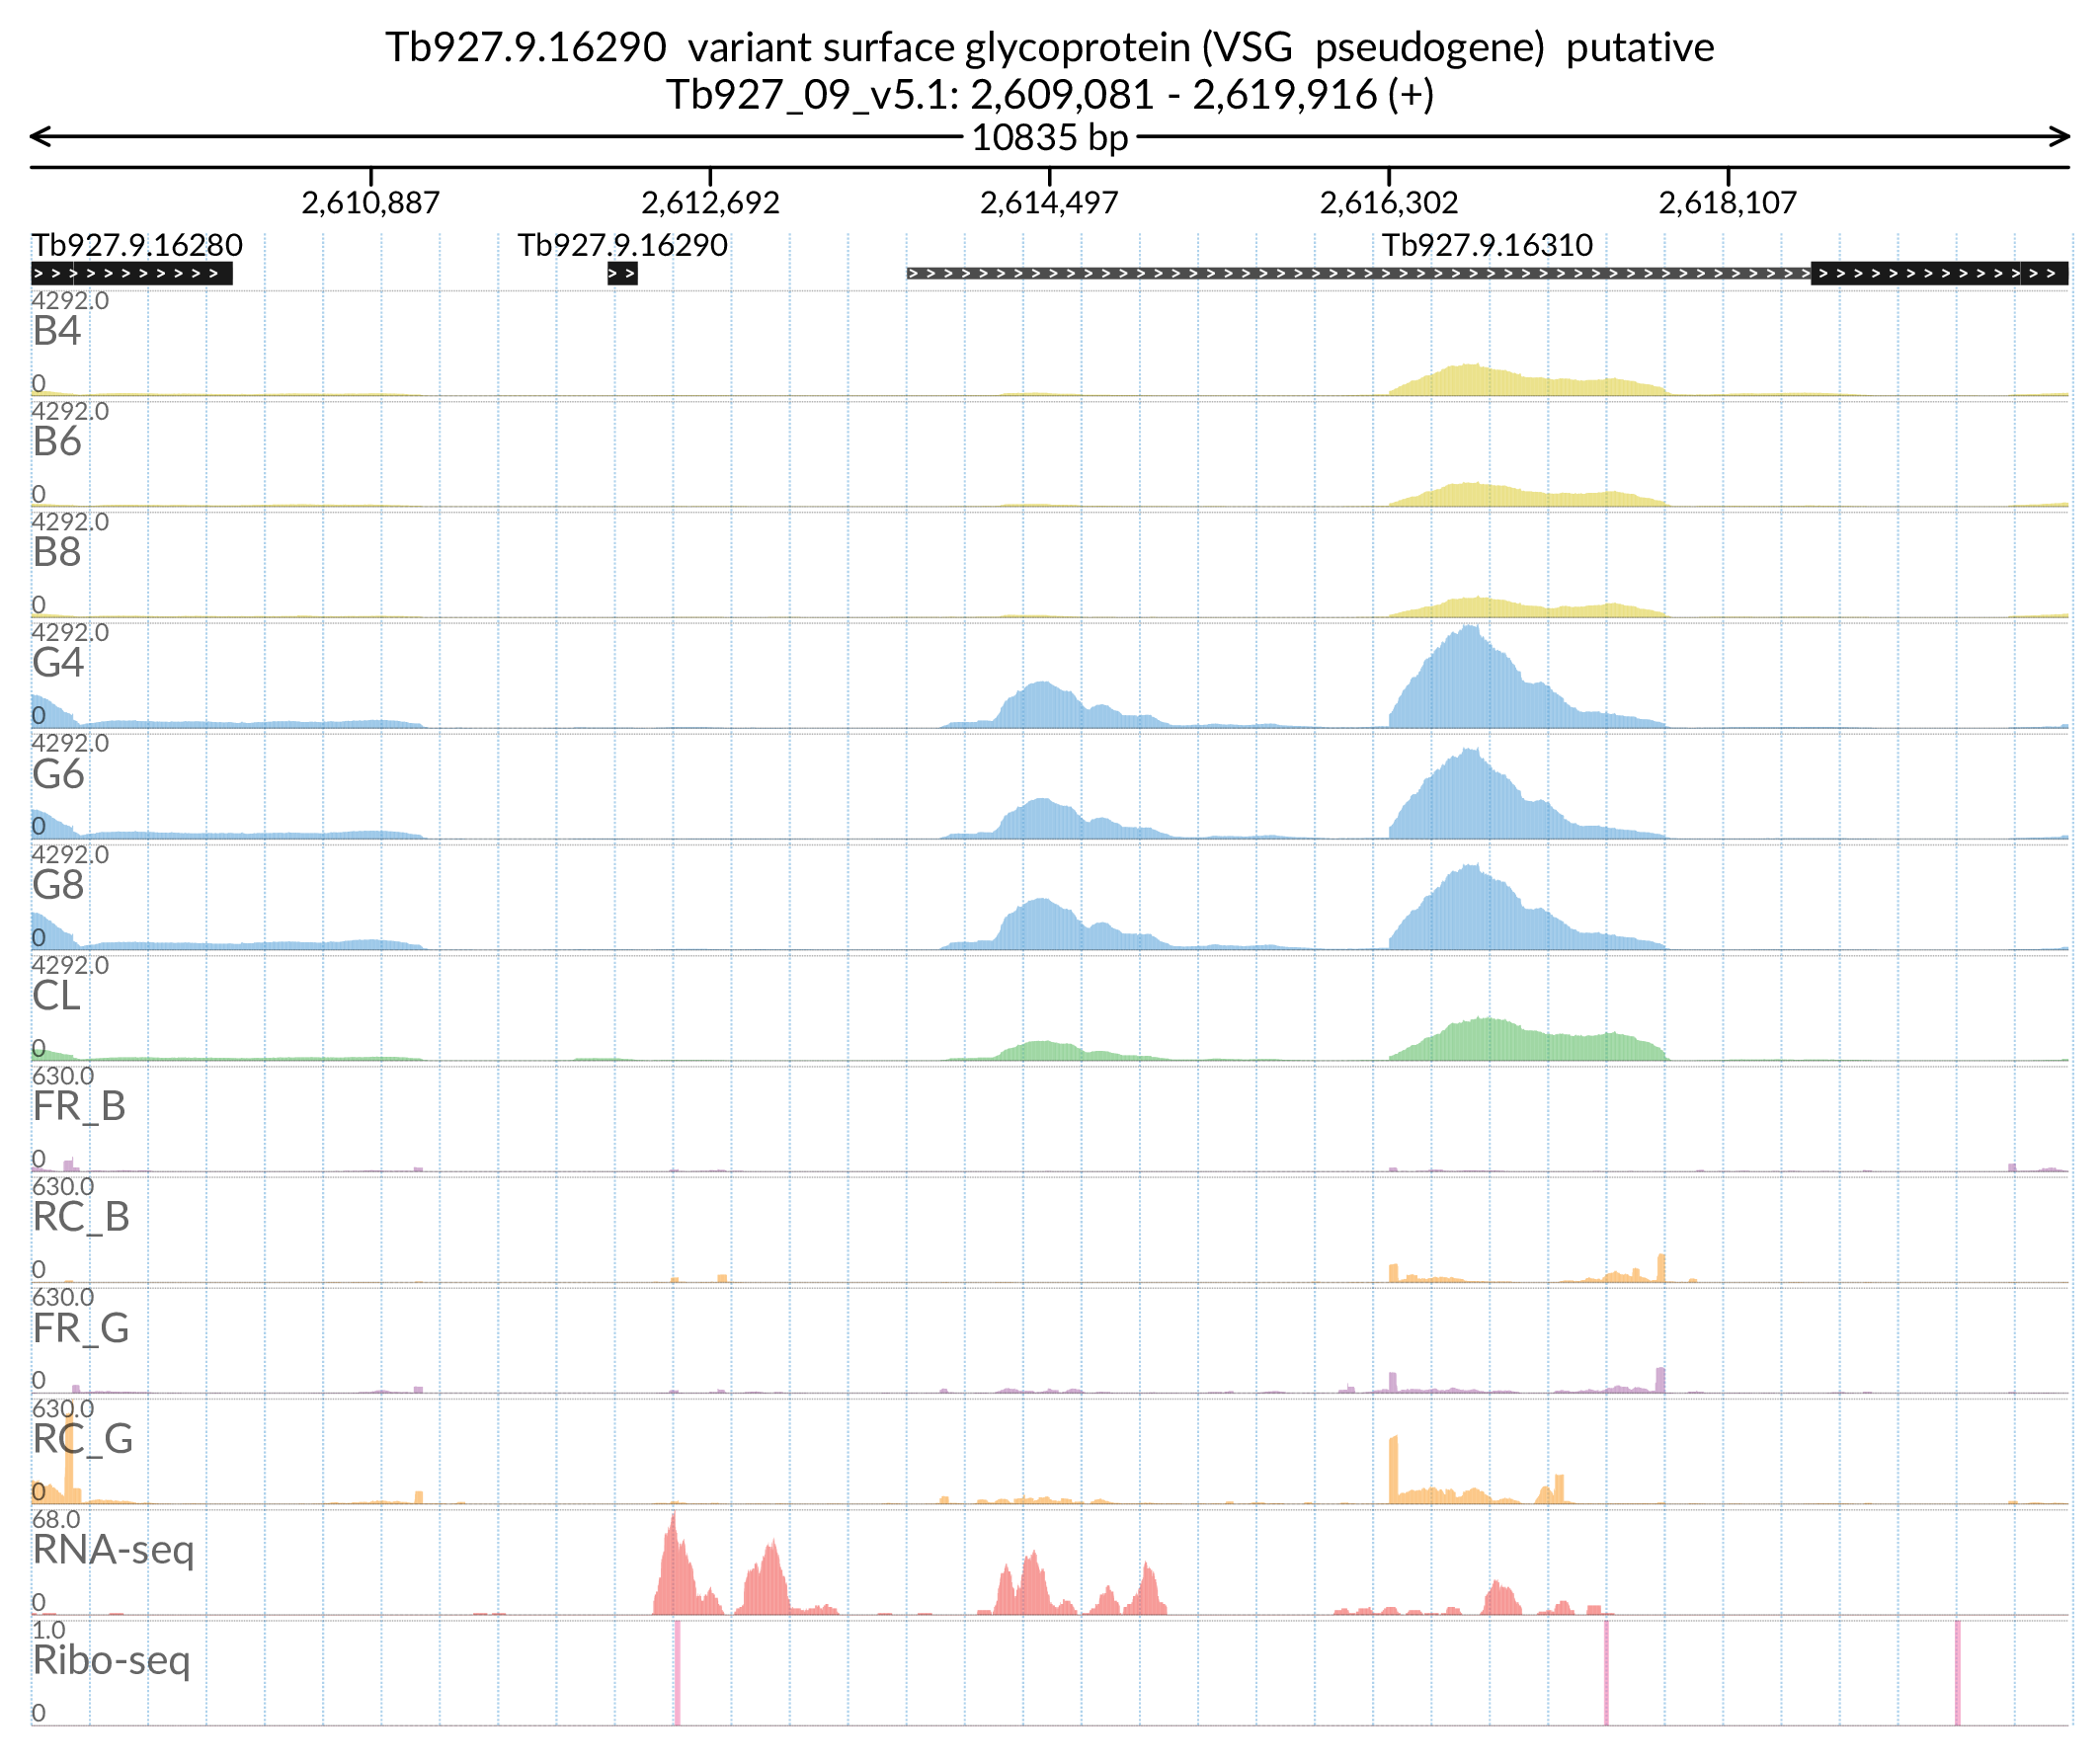 Tb927.9.16290 variant surface glycoprotein (VSG pseudogene) putative
Tb927_09_v5.1: 2,609,081 - 2,619,916 (+)
10835 bp
2,610,887 2,612,692 2,614,497 2,616,302 2,618,107
Tb927.9.16280 Tb927.9.16290 Tb927.9.16310
4292.0
B4
0
4292.0
B6
0
4292.0
B8
0
4292.0
G4
0
4292.0
G6
0
4292.0
G8
0
4292.0
CL
0
630.0
FR_B
0
630.0
RC_B
0
630.0
FR_G
0
630.0
RC_G
0
68.0
RNA-seq
0
1.0
Ribo-seq
0